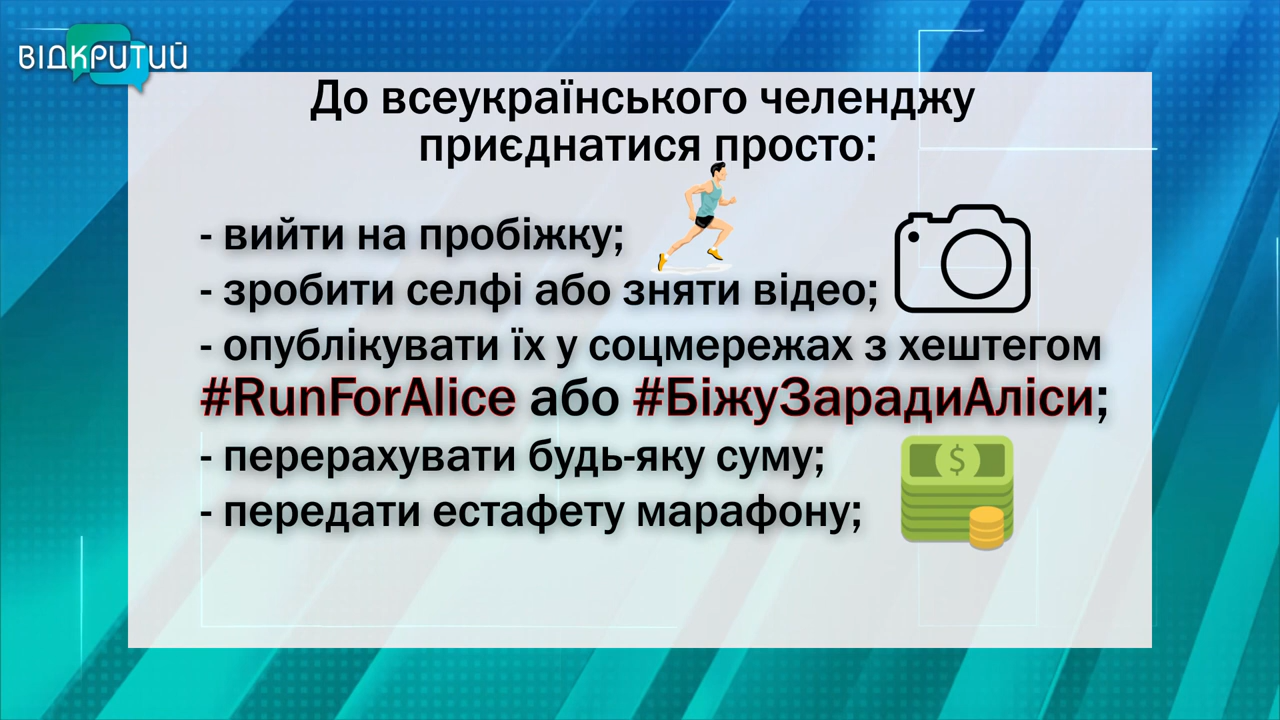 ВІДКРИТИЙ
До всеукраїнського челенджу
приєднатися просто:
- вийти на пробіжку;
- зробити селфі або зняти відео;
- опублікувати їх у соцмережах з хештегом
#RunForAlice або #БіжуЗарадиАліси;
- перерахувати будь-яку суму;
$
- передати естафету марафону;